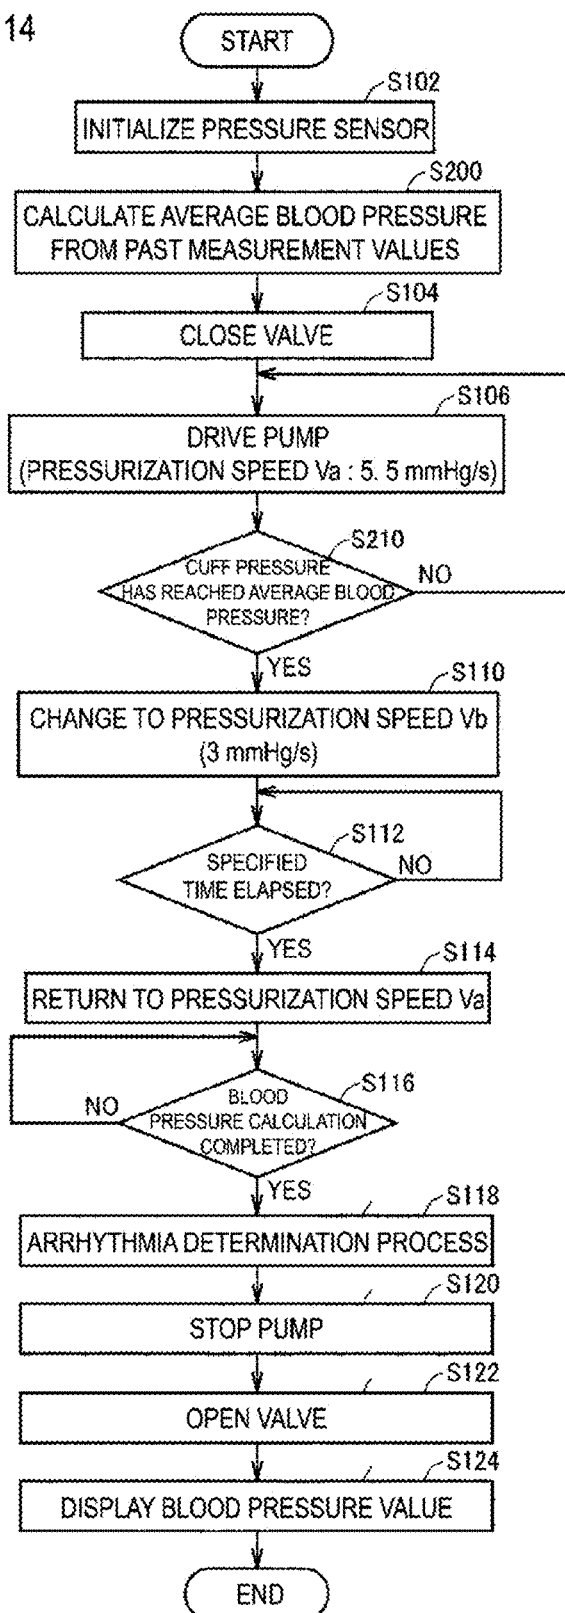 14
START
S102
INITIALIZE PRESSURE SENSOR
S200
CALCULATE AVERAGE BLOOD PRESSURE
FROM PAST MEASUREMENT VALUES
S104
CLOSE VALVE
S106
DRIVE PUMP
(PRESSURIZATION SPEED Va : 5. 5 mmHg/s)
S210
CUFF PRESSURE
HAS REACHED AVERAGE BLOOD
PRESSURE?
NO
YES
S110
CHANGE TO PRESSURIZATION SPEED Vb
(3 mmHg/s)
S112
SPECIFIED
TIME ELAPSED?
NO
YES
S114
RETURN TO PRESSURIZATION SPEED Va
S116
BLOOD
PRESSURE CALCULATION
COMPLETED?
NO
YES
S118
ARRHYTHMIA DETERMINATION PROCESS
S120
STOP PUMP
S122
OPEN VALVE
S124
DISPLAY BLOOD PRESSURE VALUE
END